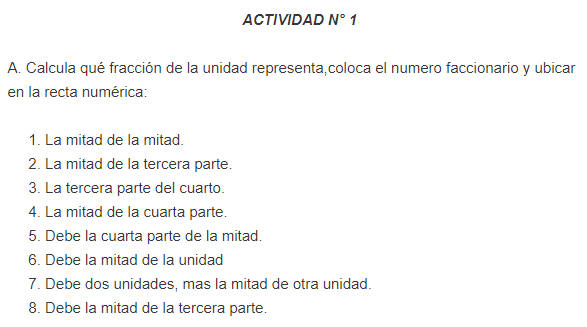 ACTIVIDAD N° 1
A. Calcula qué fracción de la unidad representa,coloca el numero faccionario y ubicar
en la recta numérica:
1. La mitad de la mitad.
2. La mitad de la tercera parte.
3. La tercera parte del cuarto.
4. La mitad de la cuarta parte.
5. Debe la cuarta parte de la mitad.
6. Debe la mitad de la unidad
7. Debe dos unidades, mas la mitad de otra unidad.
8. Debe la mitad de la tercera parte.